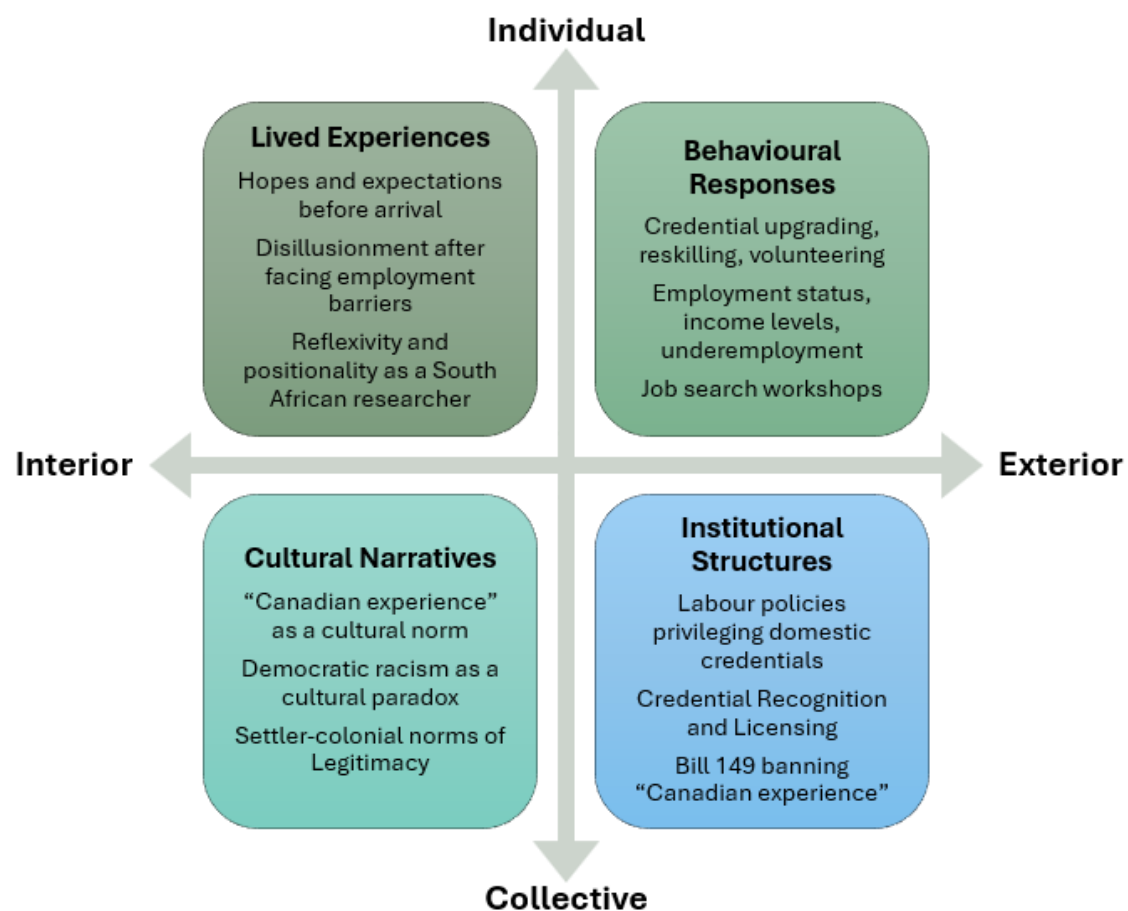 Individual
Lived Experiences
Hopes and expectations
before arrival
Disillusionment after
facing employment
barriers
Reflexivity and
positionality as a South
African researcher
Behavioural
Responses
Credential upgrading,
reskilling, volunteering
Employment status,
income levels,
underemployment
Job search workshops
Interior
Exterior
Cultural Narratives
“Canadian experience”
as a cultural norm
Democratic racism as a
cultural paradox
Settler-colonial norms of
Legitimacy
Institutional
Structures
Labour policies
privileging domestic
credentials
Credential Recognition
and Licensing
Bill 149 banning
“Canadian experience”
Collective